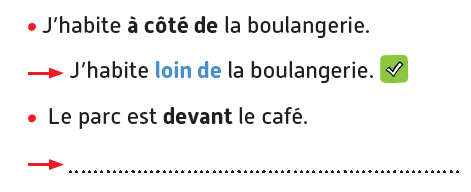 • J'habite à côté de la boulangerie.
→ J'habite loin de la boulangerie. ✓
• Le parc est devant le café.
→ ........................................................................